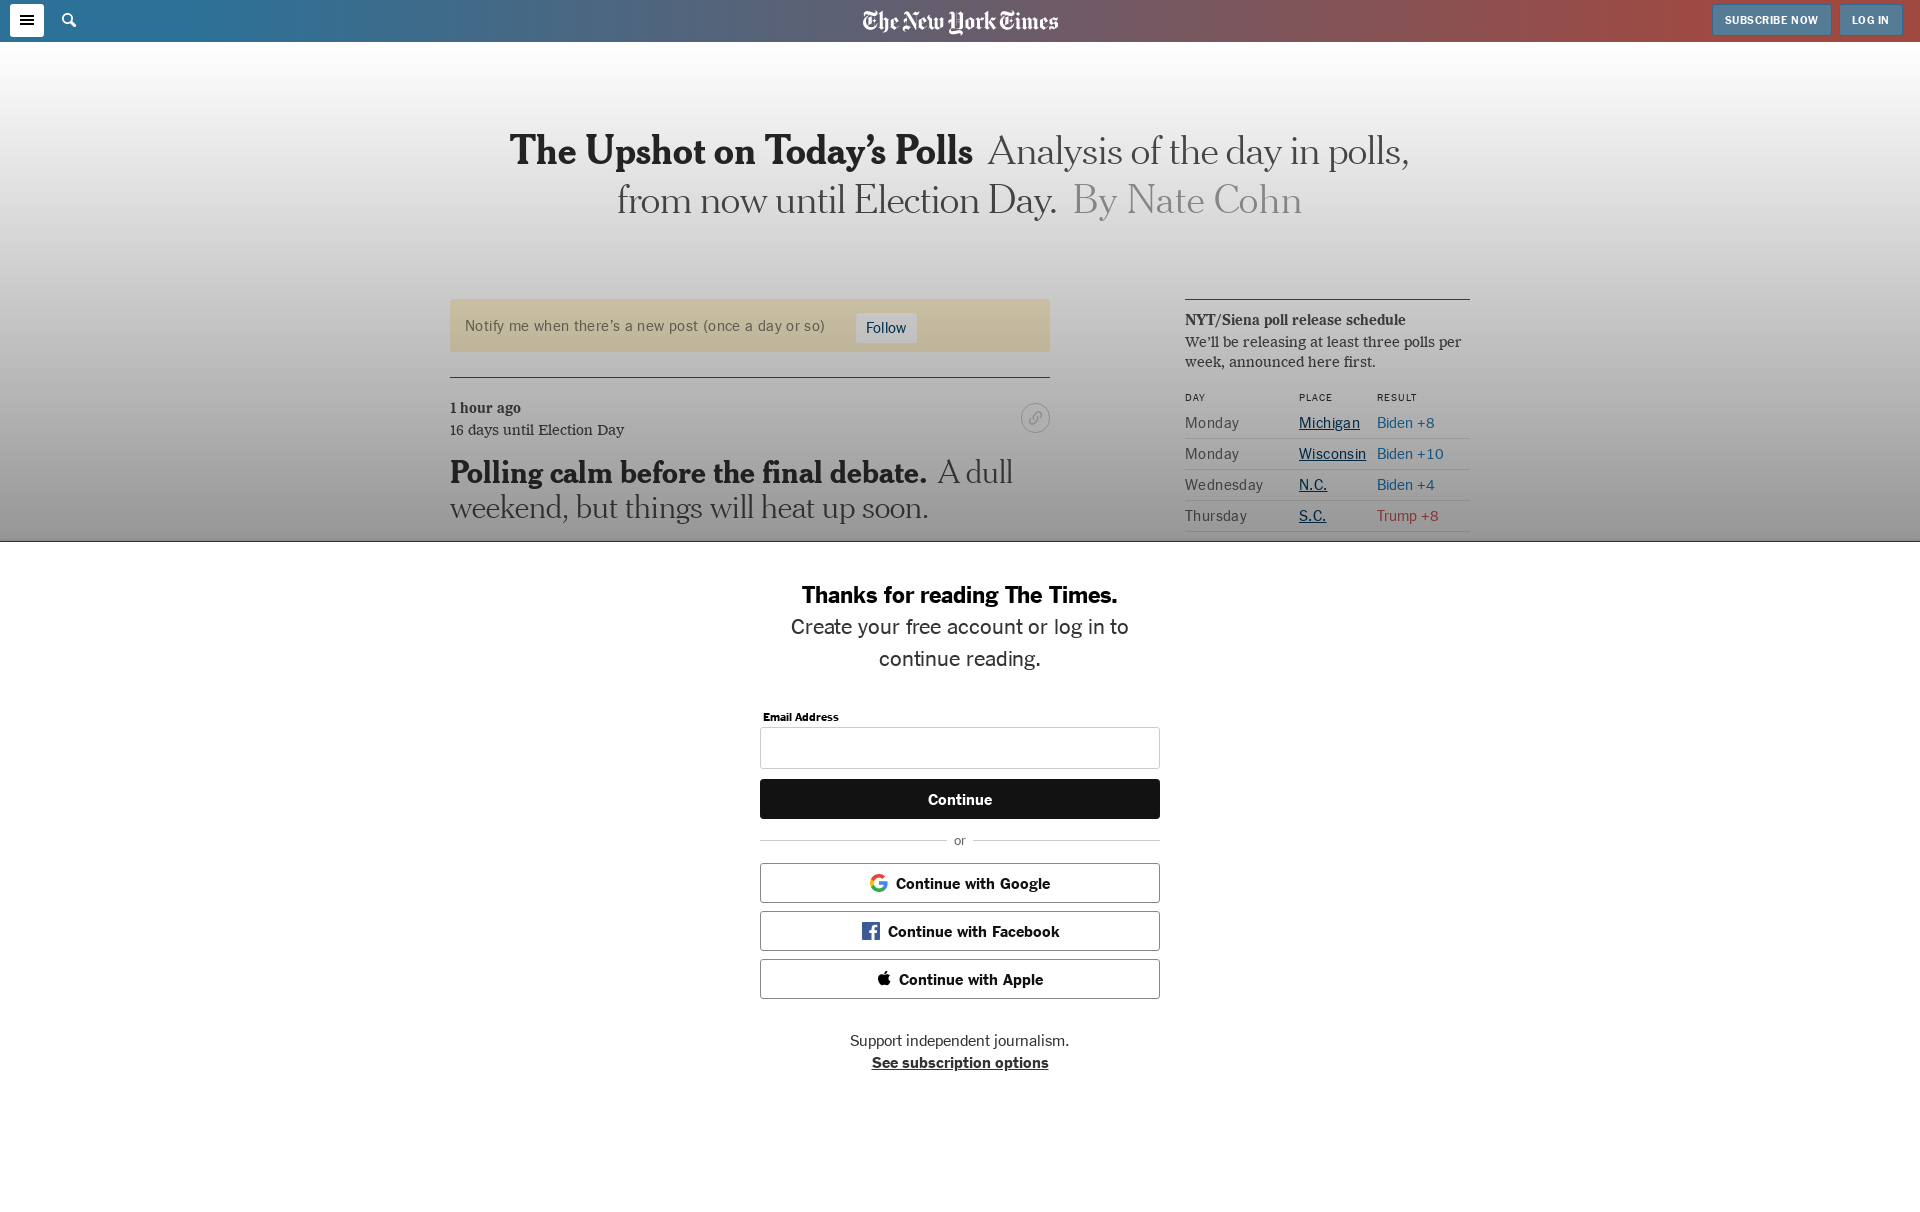 The New York Times
SUBSCRIBE NOW
LOG IN
The Upshot on Today’s Polls Analysis of the day in polls,
from now until Election Day. By Nate Cohn
Notify me when there’s a new post (once a day or so)
Follow
1 hour ago
16 days until Election Day
Polling calm before the final debate. A dull
weekend, but things will heat up soon.
NYT/Siena poll release schedule
We’ll be releasing at least three polls per
week, announced here first.
DAY PLACE RESULT
Monday Michigan Biden +8
Monday Wisconsin Biden +10
Wednesday N.C. Biden +4
Thursday S.C. Trump +8
Thanks for reading The Times.
Create your free account or log in to
continue reading.
Email Address
Continue
or
Continue with Google
Continue with Facebook
Continue with Apple
Support independent journalism.
See subscription options